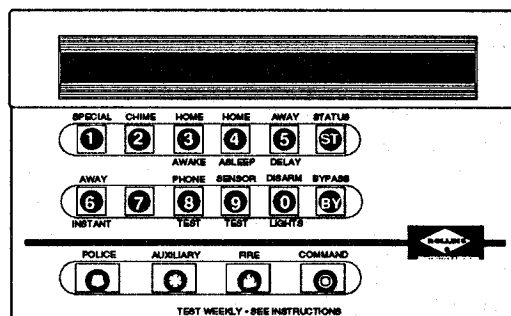 SPECIAL CHIME HOME HOME AWAY STATUS
1 2 3 4 5 ST
AWAKE ASLEEP DELAY
AWAY PHONE SENSOR DISARM BYPASS
6 7 8 9 0 BY
INSTANT TEST TEST LIGHTS
ROLLINS
POLICE AUXILIARY FIRE COMMAND
TEST WEEKLY - SEE INSTRUCTIONS